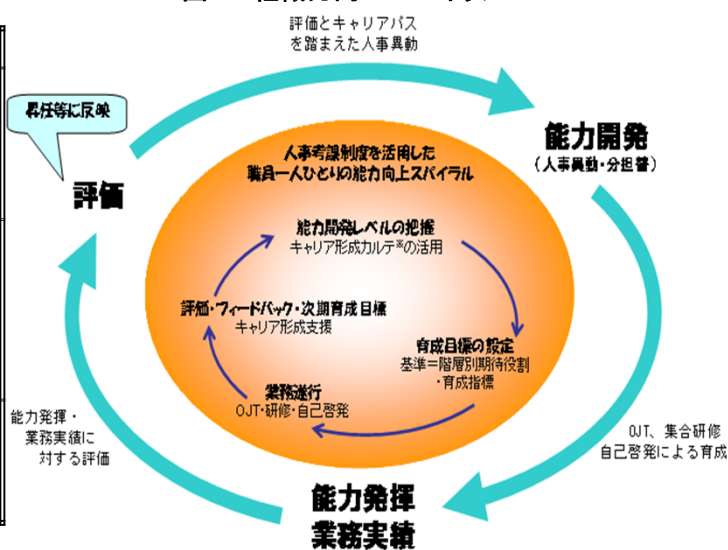 評価とキャリアパス
を踏まえた人事異動
昇任等に反映
能力開発
(人事異動・分担替)
評価
人事考課制度を活用した
職員一人ひとりの能力向上スパイラル
能力開発レベルの把握
キャリア形成カルテ※の活用
評価・フィードバック・次期育成目標
キャリア形成支援
育成目標の設定
基準=階層別期待役割
・育成指標
業務遂行
OJT・研修・自己啓発
能力発揮・
業務実績に
対する評価
OJT、集合研修
自己啓発による育成
能力発揮
業務実績